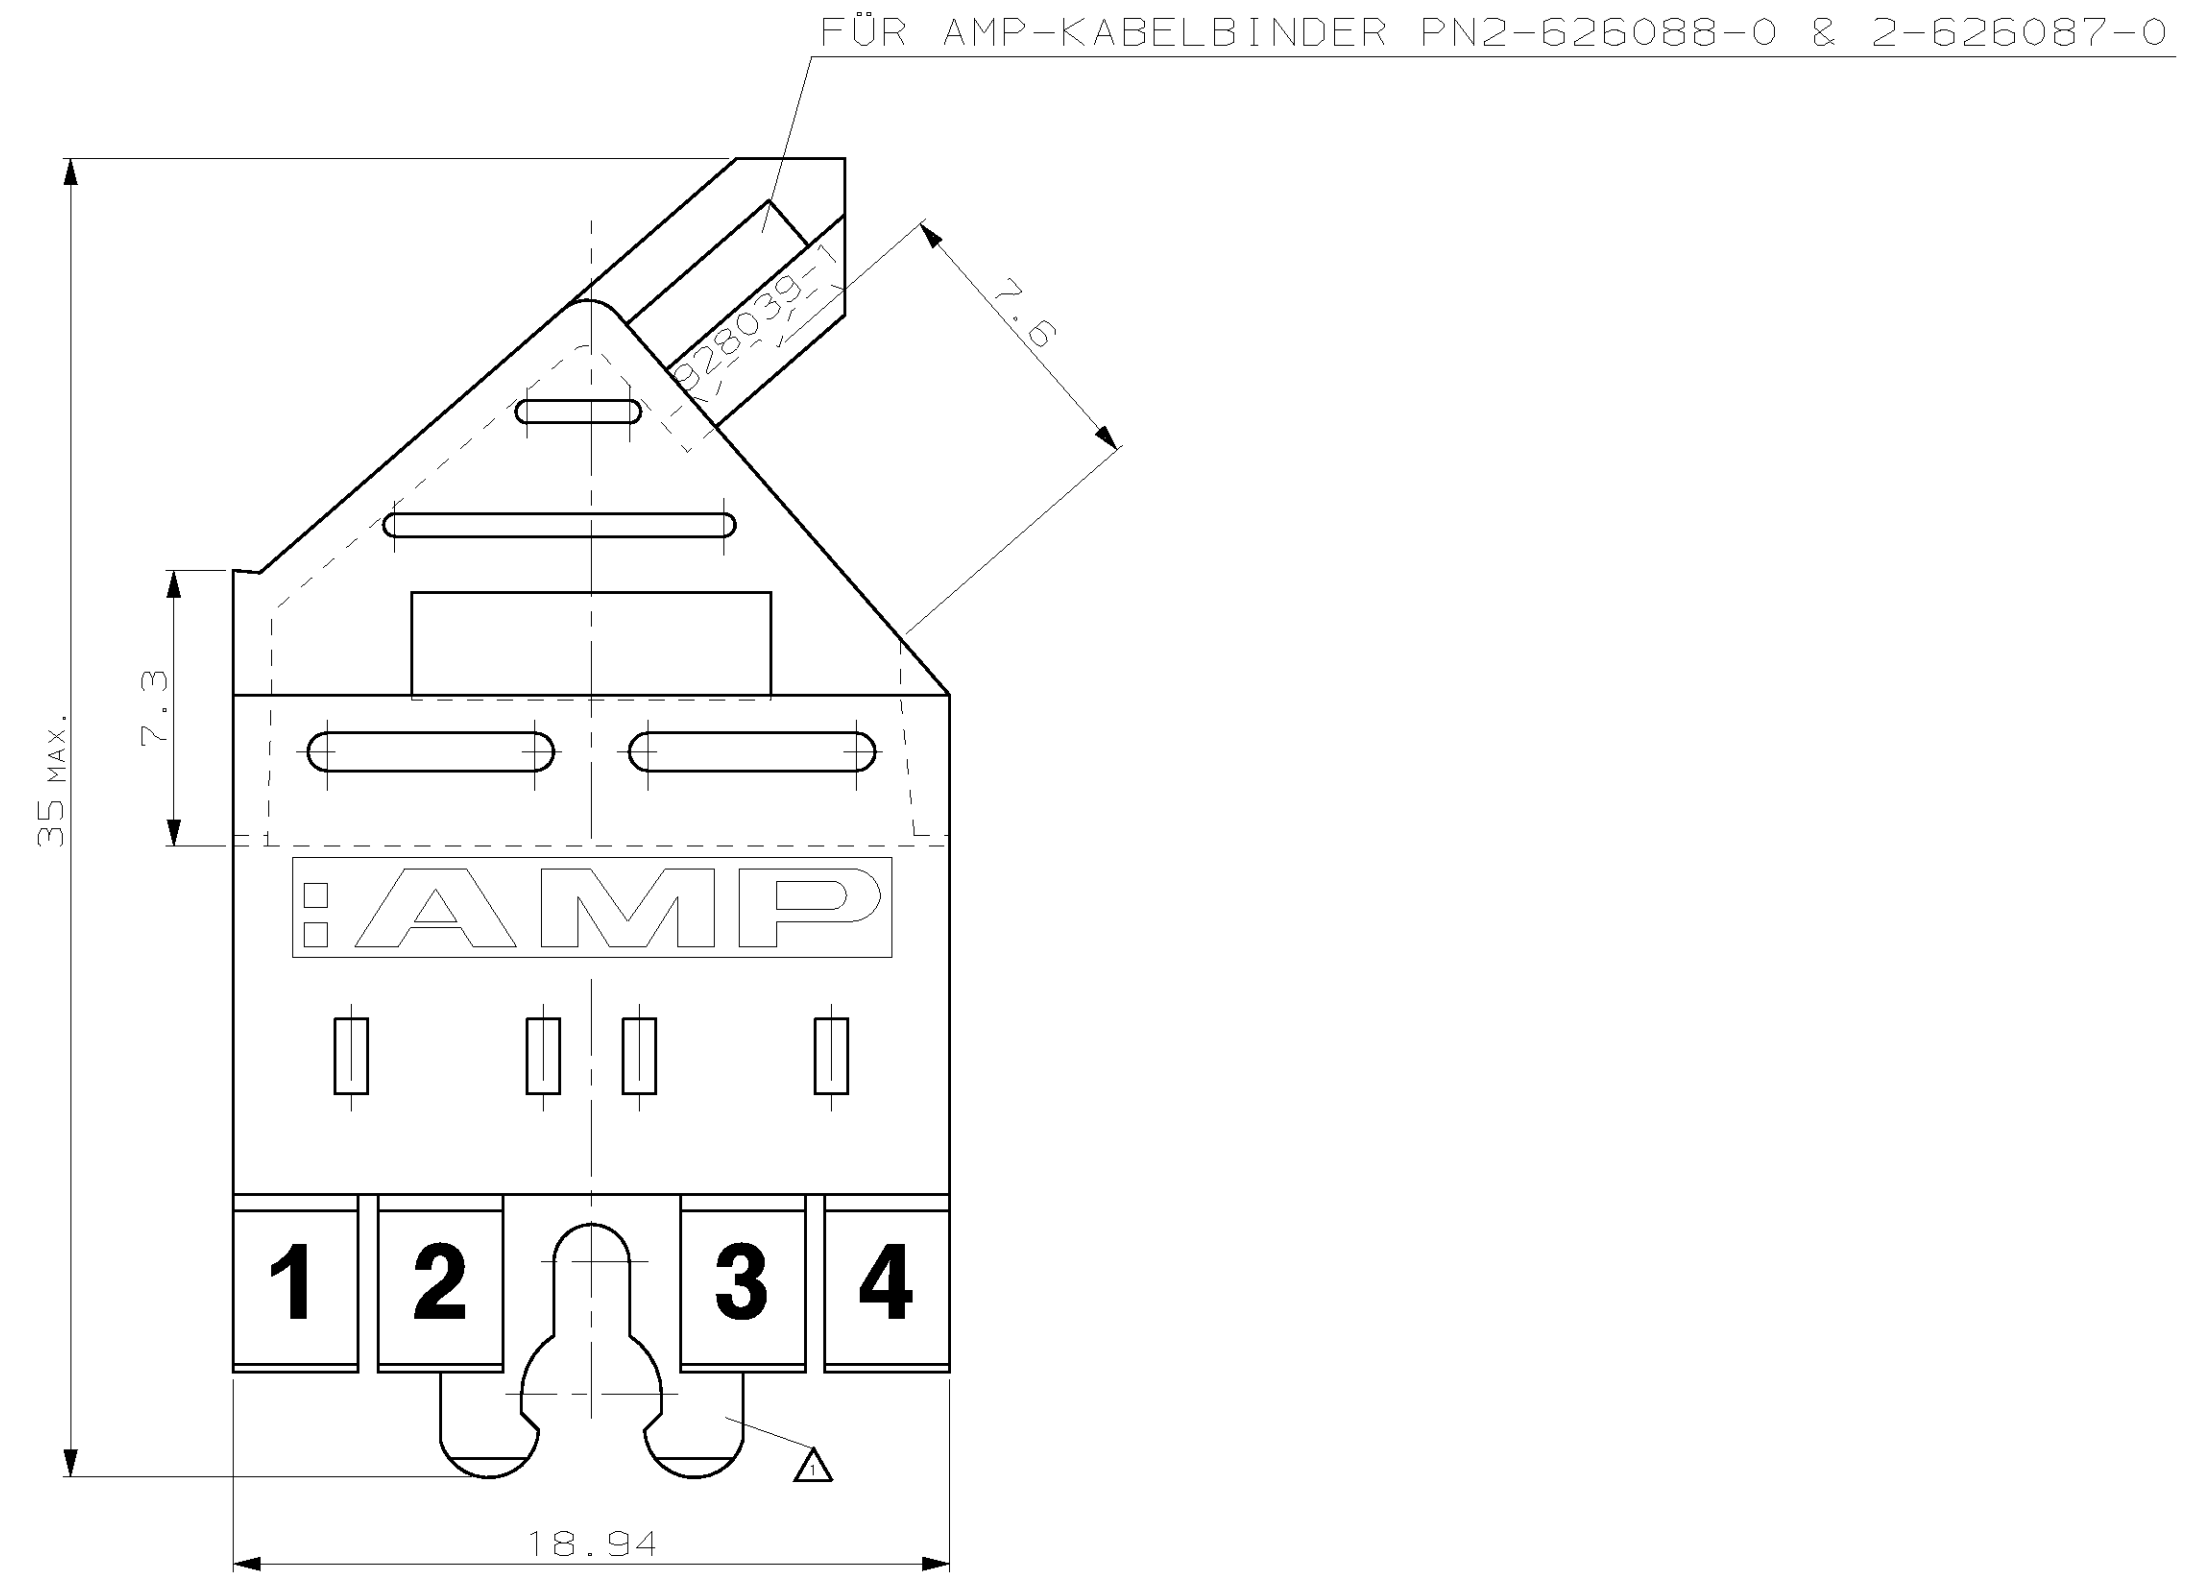 FÜR AMP-KABELBINDER PN2-626088-0 & 2-626087-0
928039-1
7.6
7.3
35 MAX.
:AMP
1 2 3 4
1
18.94